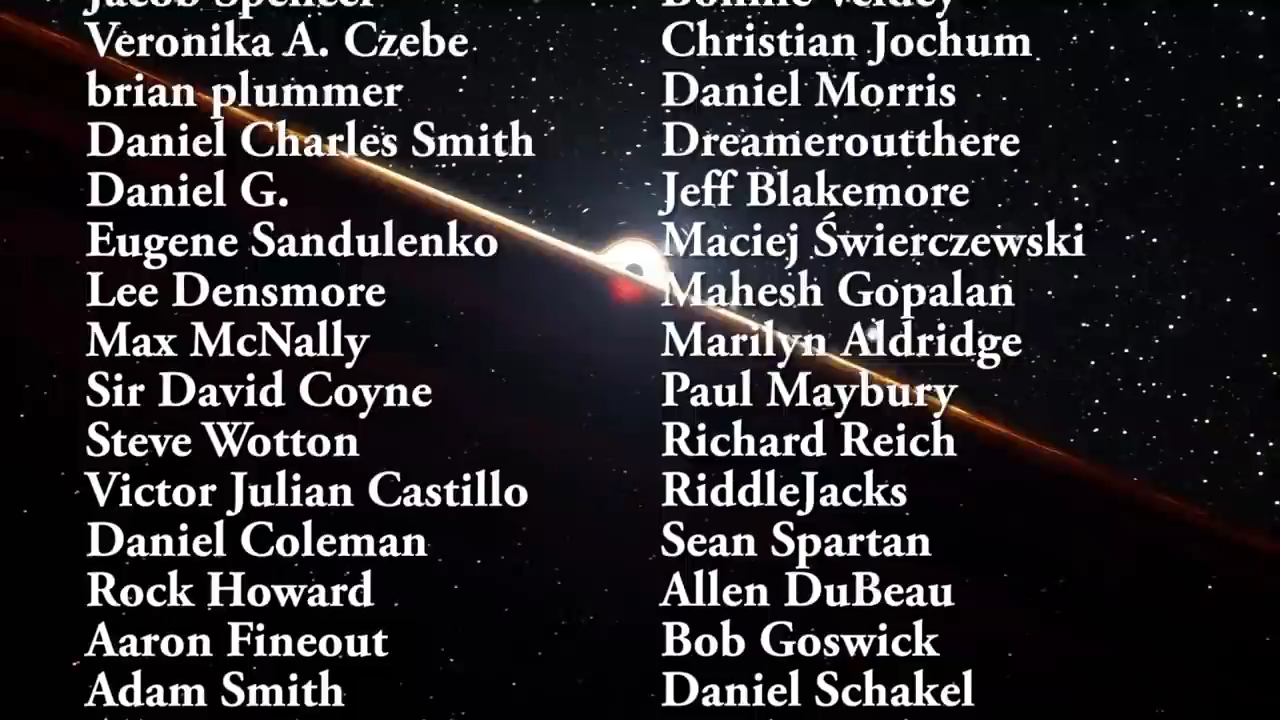 Jacob Spencer
Veronika A. Czebe
brian plummer
Daniel Charles Smith
Daniel G.
Eugene Sandulenko
Lee Densmore
Max McNally
Sir David Coyne
Steve Wotton
Victor Julian Castillo
Daniel Coleman
Rock Howard
Aaron Fineout
Adam Smith
Christian Jochum
Daniel Morris
Dreameroutthere
Jeff Blakemore
Maciej Świerczewski
Mahesh Gopalan
Marilyn Aldridge
Paul Maybury
Richard Reich
RiddleJacks
Sean Spartan
Allen DuBeau
Bob Goswick
Daniel Schakel